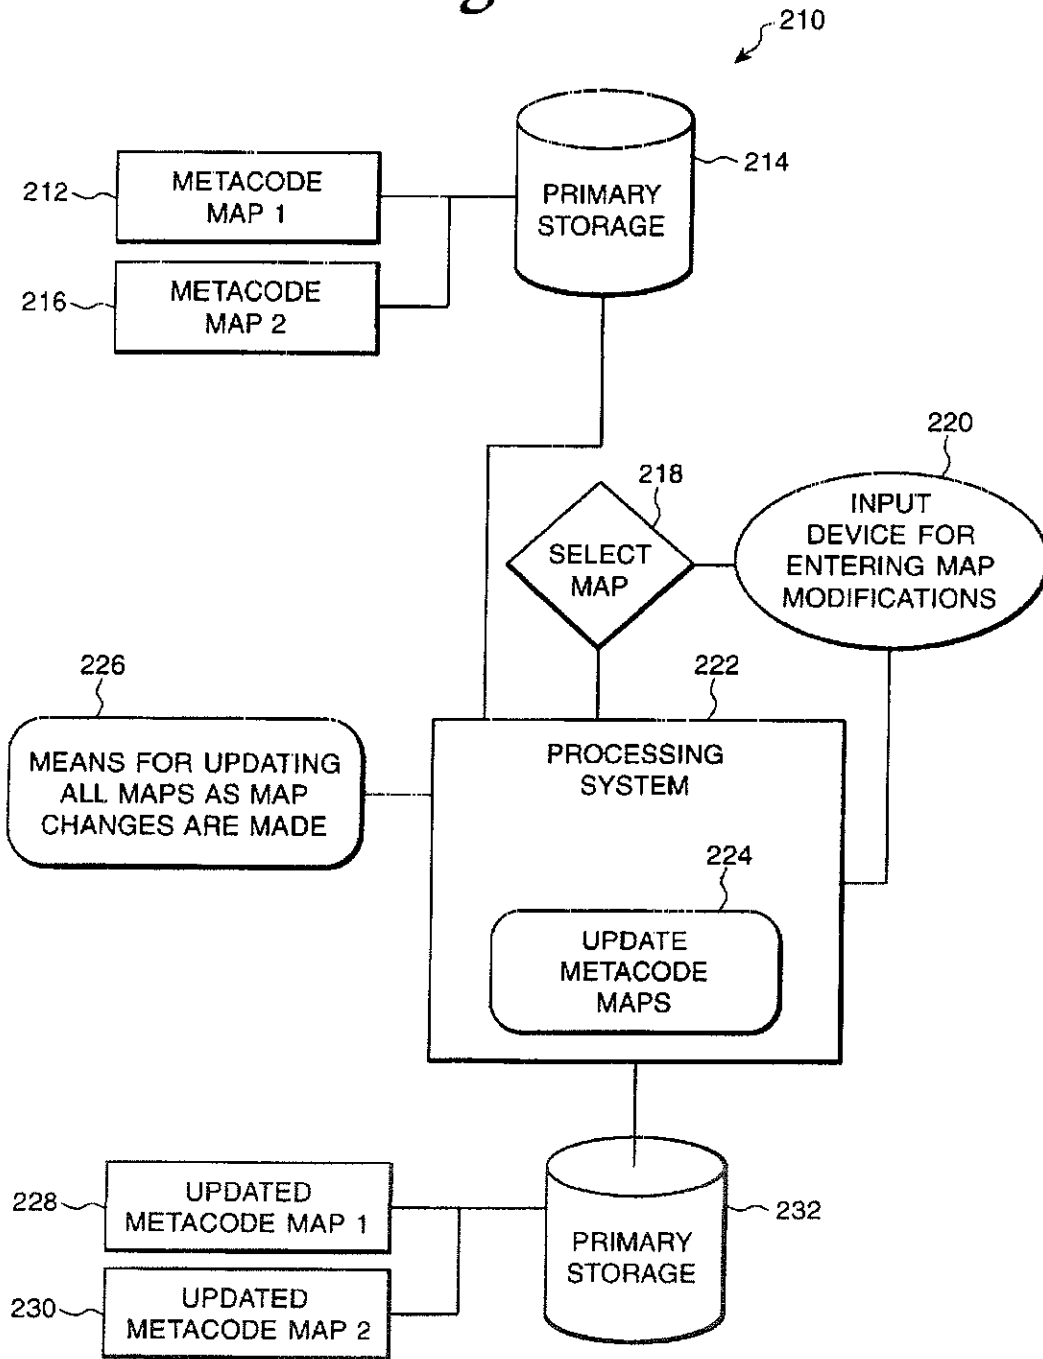 210
214
PRIMARY
STORAGE
212
METACODE
MAP 1
216
METACODE
MAP 2
220
INPUT
DEVICE FOR
ENTERING MAP
MODIFICATIONS
218
SELECT
MAP
226
MEANS FOR UPDATING
ALL MAPS AS MAP
CHANGES ARE MADE
222
PROCESSING
SYSTEM
224
UPDATE
METACODE
MAPS
228
UPDATED
METACODE MAP 1
230
UPDATED
METACODE MAP 2
232
PRIMARY
STORAGE